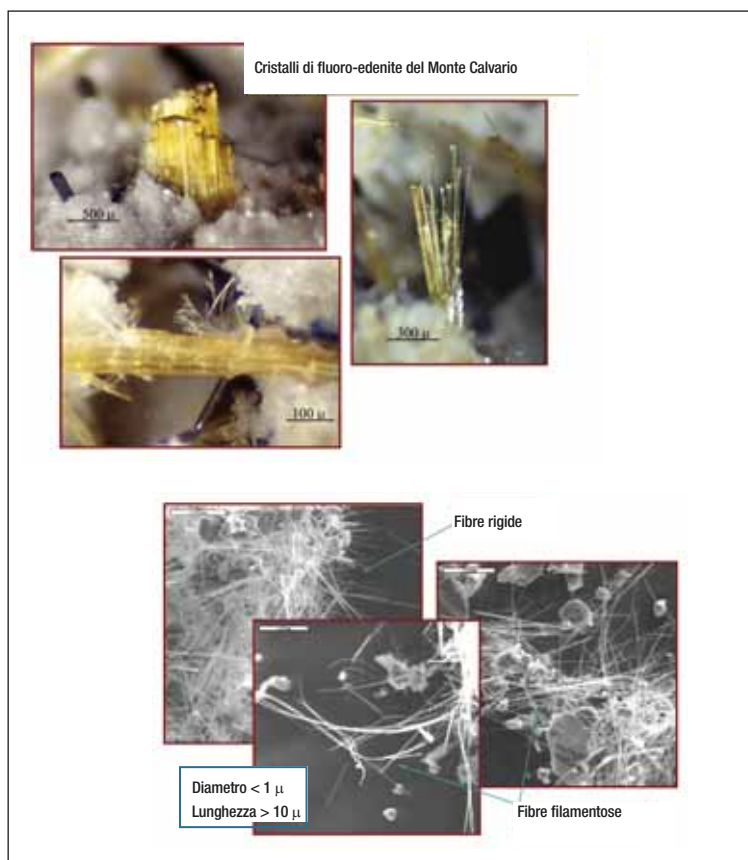 Cristalli di fluoro-edenite del Monte Calvario
500 μ
300 μ
100 μ
Fibre rigide
Diametro < 1 μ
Lunghezza > 10 μ
Fibre filamentose